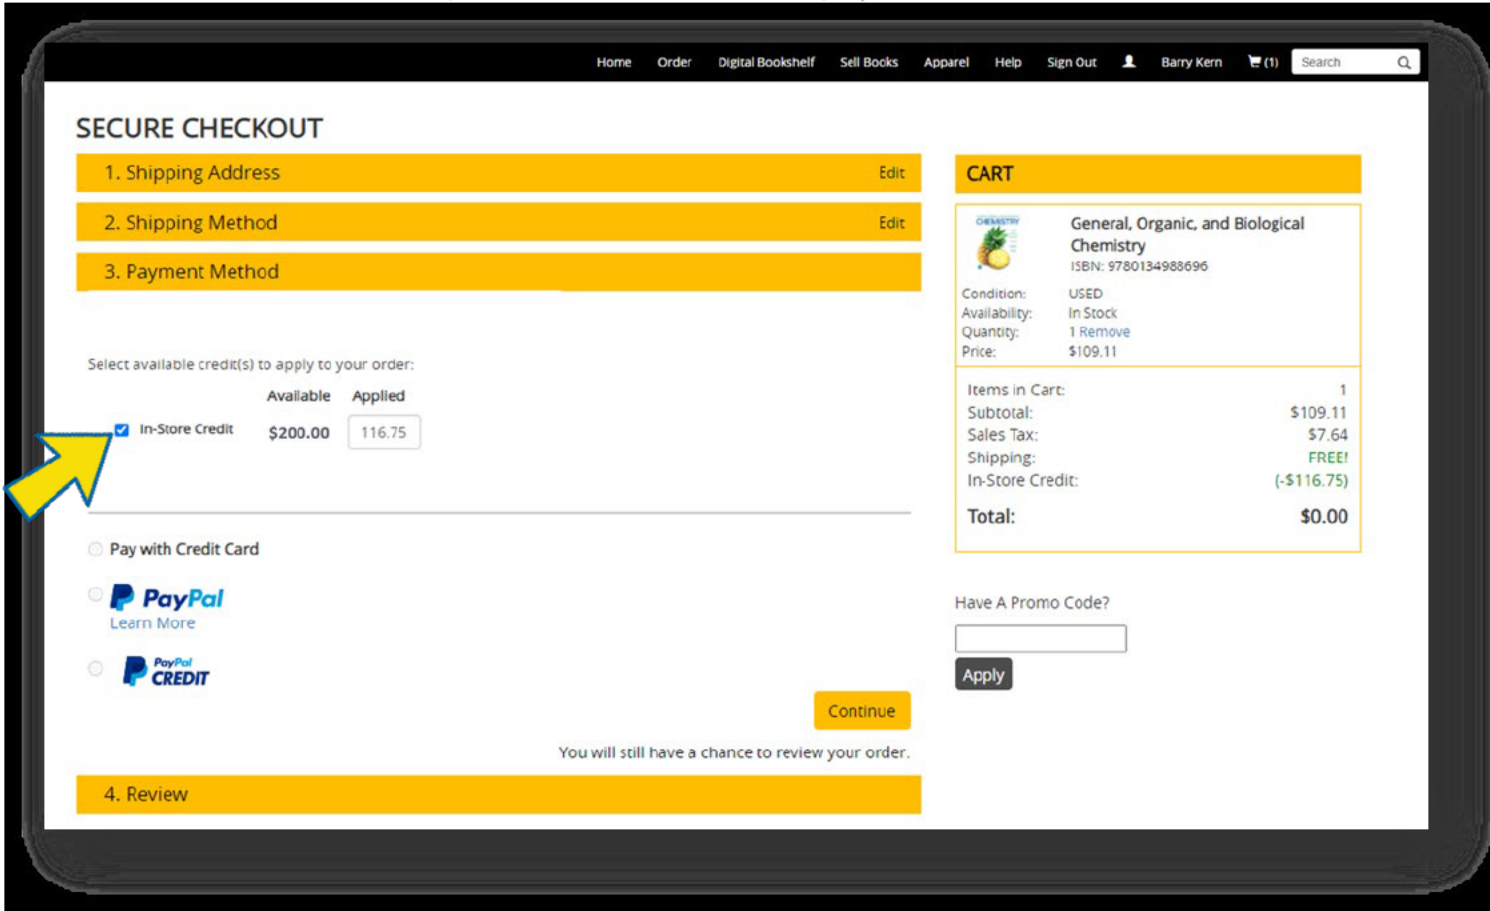 Home Order Digital Bookshelf Sell Books Apparel Help Sign Out Barry Kern (1) Search
SECURE CHECKOUT
1. Shipping Address Edit
2. Shipping Method Edit
3. Payment Method
Select available credit(s) to apply to your order:
Available Applied
In-Store Credit $200.00 116.75
Pay with Credit Card
PayPal
Learn More
PayPal
CREDIT
Continue
You will still have a chance to review your order.
4. Review
CART
CHEMISTRY
General, Organic, and Biological
Chemistry
ISBN: 9780134988696
Condition: USED
Availability: In Stock
Quantity: 1 Remove
Price: $109.11
Items in Cart: 1
Subtotal: $109.11
Sales Tax: $7.64
Shipping: FREE!
In-Store Credit: (-$116.75)
Total: $0.00
Have A Promo Code?
Apply